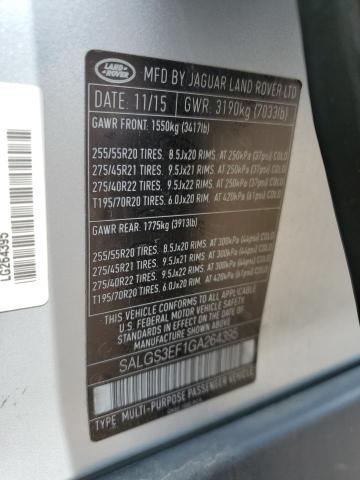 LAND ROVER
MFD BY JAGUAR LAND ROVER LTD
DATE: 11/15 GWR: 3190kg (7033lb)
GAWR FRONT: 1550kg (3417lb)
255/55R20 TIRES. 8.5Jx20 RIMS. AT 250kPa (37psi) COLD
275/45R21 TIRES. 9.5Jx21 RIMS. AT 250kPa (37psi) COLD
275/40R22 TIRES. 9.5Jx22 RIMS. AT 250kPa (37psi) COLD
T195/70R20 TIRES. 6.0Jx20 RIM. AT 420kPa (61psi) COLD
GAWR REAR: 1775kg (3913lb)
255/55R20 TIRES. 8.5Jx20 RIMS. AT 300kPa (44psi) COLD
275/45R21 TIRES. 9.5Jx21 RIMS. AT 300kPa (44psi) COLD
275/40R22 TIRES. 9.5Jx22 RIMS. AT 300kPa (44psi) COLD
T195/70R20 TIRES. 6.0Jx20 RIM. AT 420kPa (61psi) COLD
THIS VEHICLE CONFORMS TO ALL APPLICABLE
U.S. FEDERAL MOTOR VEHICLE SAFETY AND THEFT PREVENTION
STANDARDS IN EFFECT ON THE DATE OF MANUFACTURE SHOWN ABOVE
SALGS3EF1GA264395
TYPE: MULTI-PURPOSE PASSENGER VEHICLE
LG264395